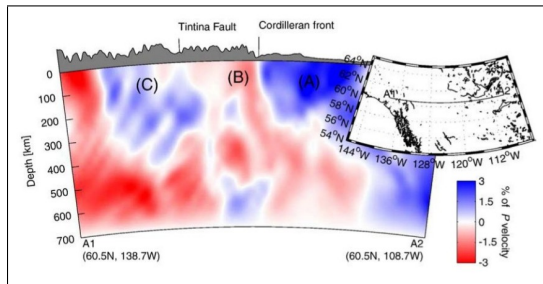 Tintina Fault
Cordilleran front
0
100
200
300
400
500
600
700
Depth [km]
(C)
(B)
(A)
A1
(60.5N, 138.7W)
A2
(60.5N, 108.7W)
64°N
62°N
60°N
58°N
56°N
54°N
144°W
136°W
128°W
120°W
112°W
A1
3
1.5
0
-1.5
-3
% of P velocity